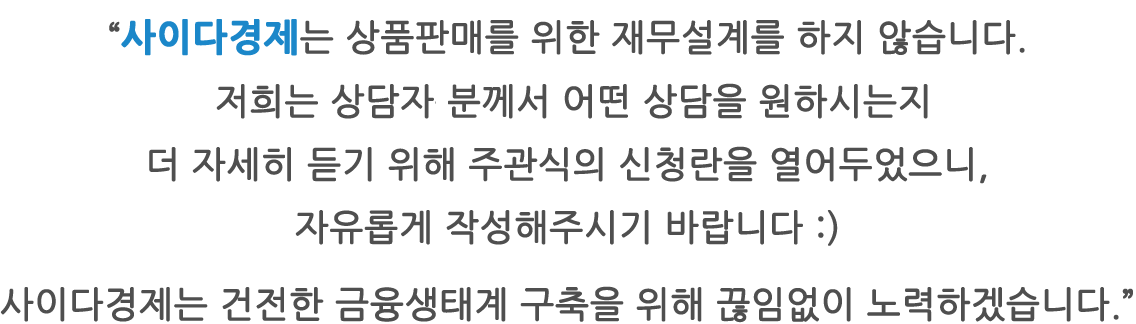 “사이다경제는 상품판매를 위한 재무설계를 하지 않습니다.
저희는 상담자 분께서 어떤 상담을 원하시는지
더 자세히 듣기 위해 주관식의 신청란을 열어두었으니,
자유롭게 작성해주시기 바랍니다 :)
사이다경제는 건전한 금융생태계 구축을 위해 끊임없이 노력하겠습니다.”